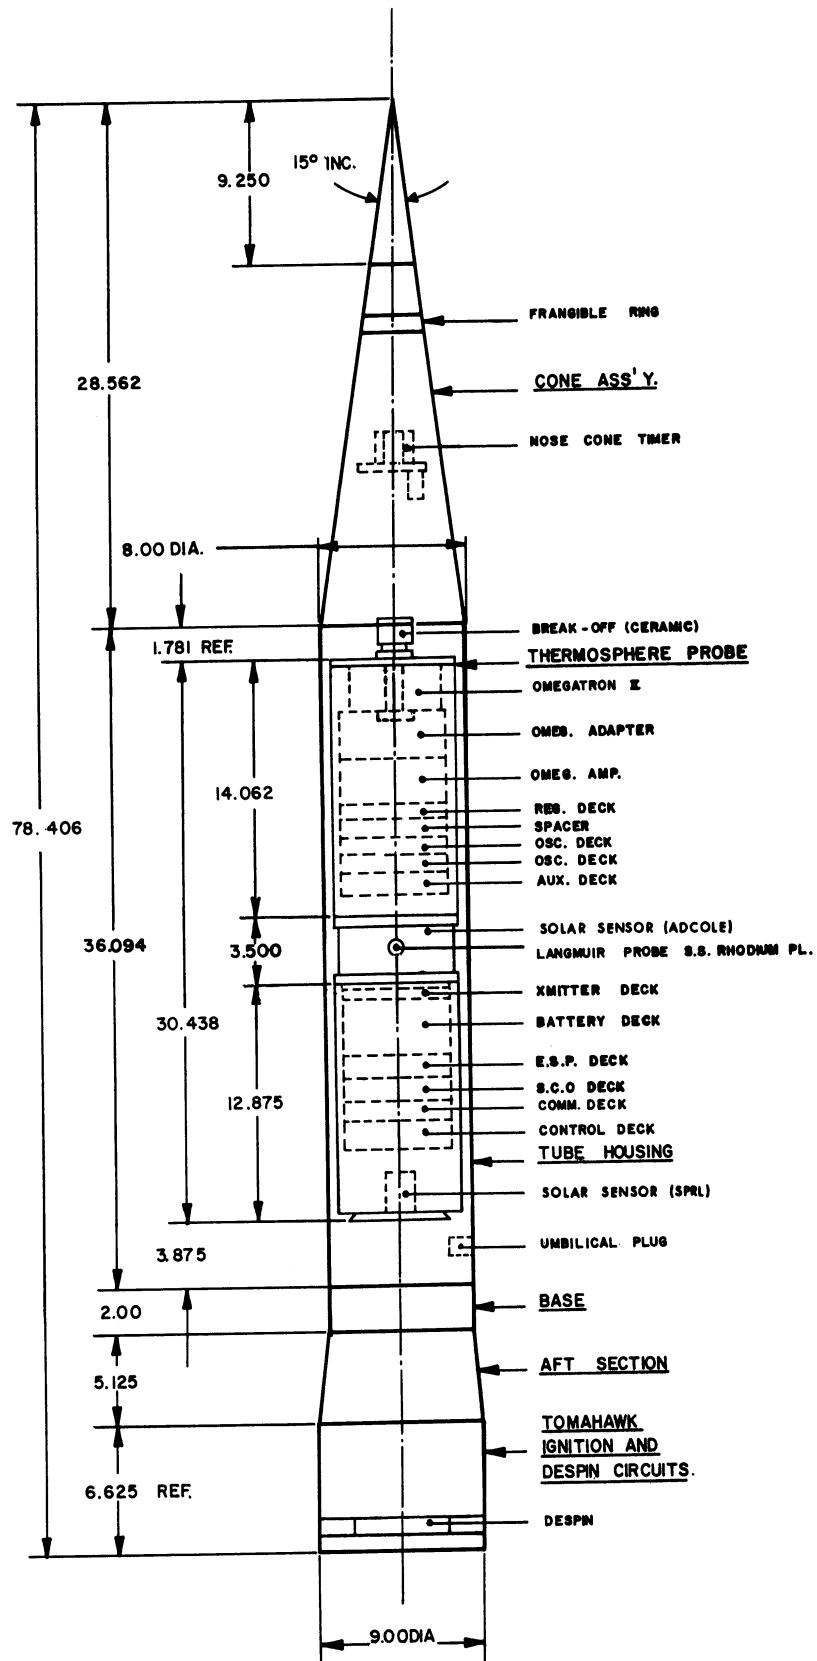 15° INC.
9.250
FRANGIBLE RING
28.562
CONE ASS'Y.
NOSE CONE TIMER
8.00 DIA.
BREAK-OFF (CERAMIC)
1.781 REF.
THERMOSPHERE PROBE
OMEGATRON II
OMEG. ADAPTER
OMEG. AMP.
14.062
REG. DECK
SPACER
78.406
OSC. DECK
OSC. DECK
AUX. DECK
SOLAR SENSOR (ADCOLE)
36.094
3.500
LANGMUIR PROBE S.S. RHODIUM PL.
XMITTER DECK
30.438
BATTERY DECK
E.S.P. DECK
S.C.O DECK
12.875
COMM. DECK
CONTROL DECK
TUBE HOUSING
SOLAR SENSOR (SPRL)
3.875
UMBILICAL PLUG
BASE
2.00
AFT SECTION
5.125
TOMAHAWK
IGNITION AND
DESPIN CIRCUITS.
6.625 REF.
DESPIN
9.00 DIA